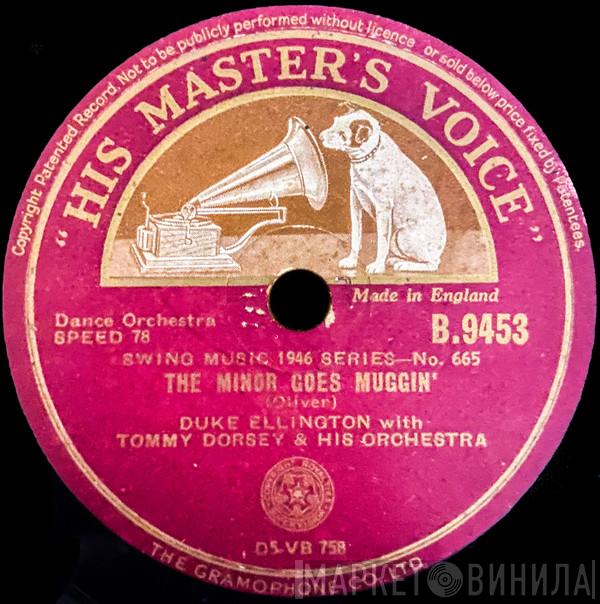 Copyright Patented Record. Not to be publicly performed without licence or sold below price fixed by Patentees.
"HIS MASTER'S VOICE"
Made in England
Dance Orchestra
SPEED 78
B.9453
SWING MUSIC 1946 SERIES—No. 665
THE MINOR GOES MUGGIN'
(Oliver)
DUKE ELLINGTON with
TOMMY DORSEY & HIS ORCHESTRA
D5-VB 758
THE GRAMOPHONE CO. LTD.
МАРКЕТ ВИНИЛА